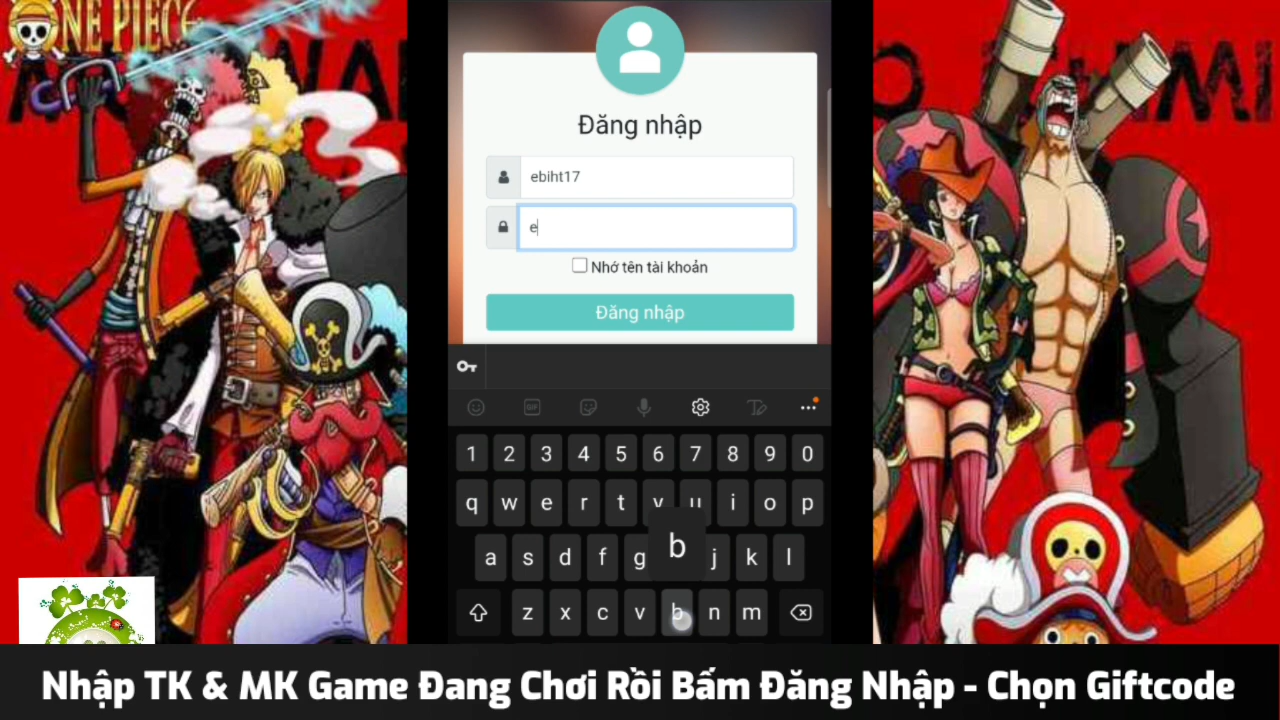 ONE PIECE
Đăng nhập
ebiht17
e
Nhớ tên tài khoản
Đăng nhập
GIF
1 2 3 4 5 6 7 8 9 0
q w e r t y u i o p
a s d f g j k l
b
z x c v b n m
Nhập TK & MK Game Đang Chơi Rồi Bấm Đăng Nhập - Chọn Giftcode